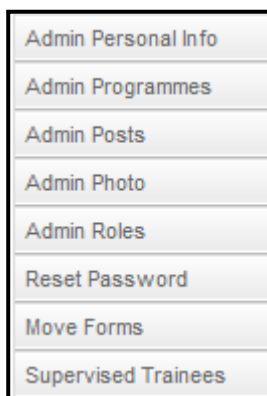 Admin Personal Info
Admin Programmes
Admin Posts
Admin Photo
Admin Roles
Reset Password
Move Forms
Supervised Trainees